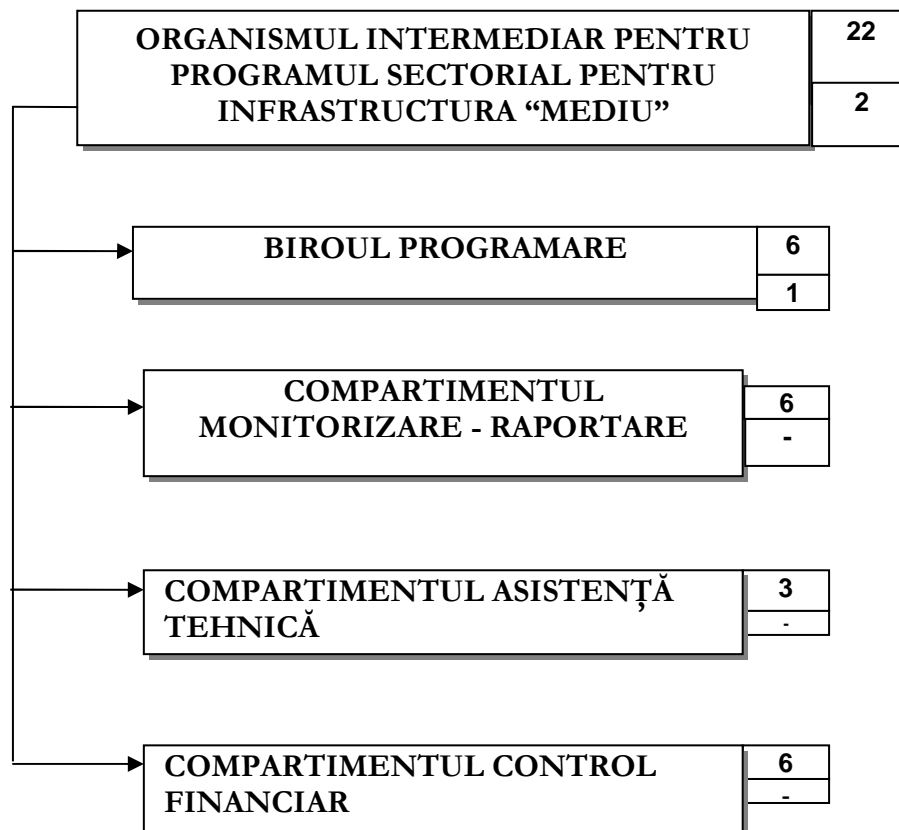 ORGANISMUL INTERMEDIAR PENTRU
PROGRAMUL SECTORIAL PENTRU
INFRASTRUCTURA “MEDIU”
22
2
BIROUL PROGRAMARE
6
1
COMPARTIMENTUL
MONITORIZARE - RAPORTARE
6
-
COMPARTIMENTUL ASISTENŢĂ
TEHNICĂ
3
-
COMPARTIMENTUL CONTROL
FINANCIAR
6
-